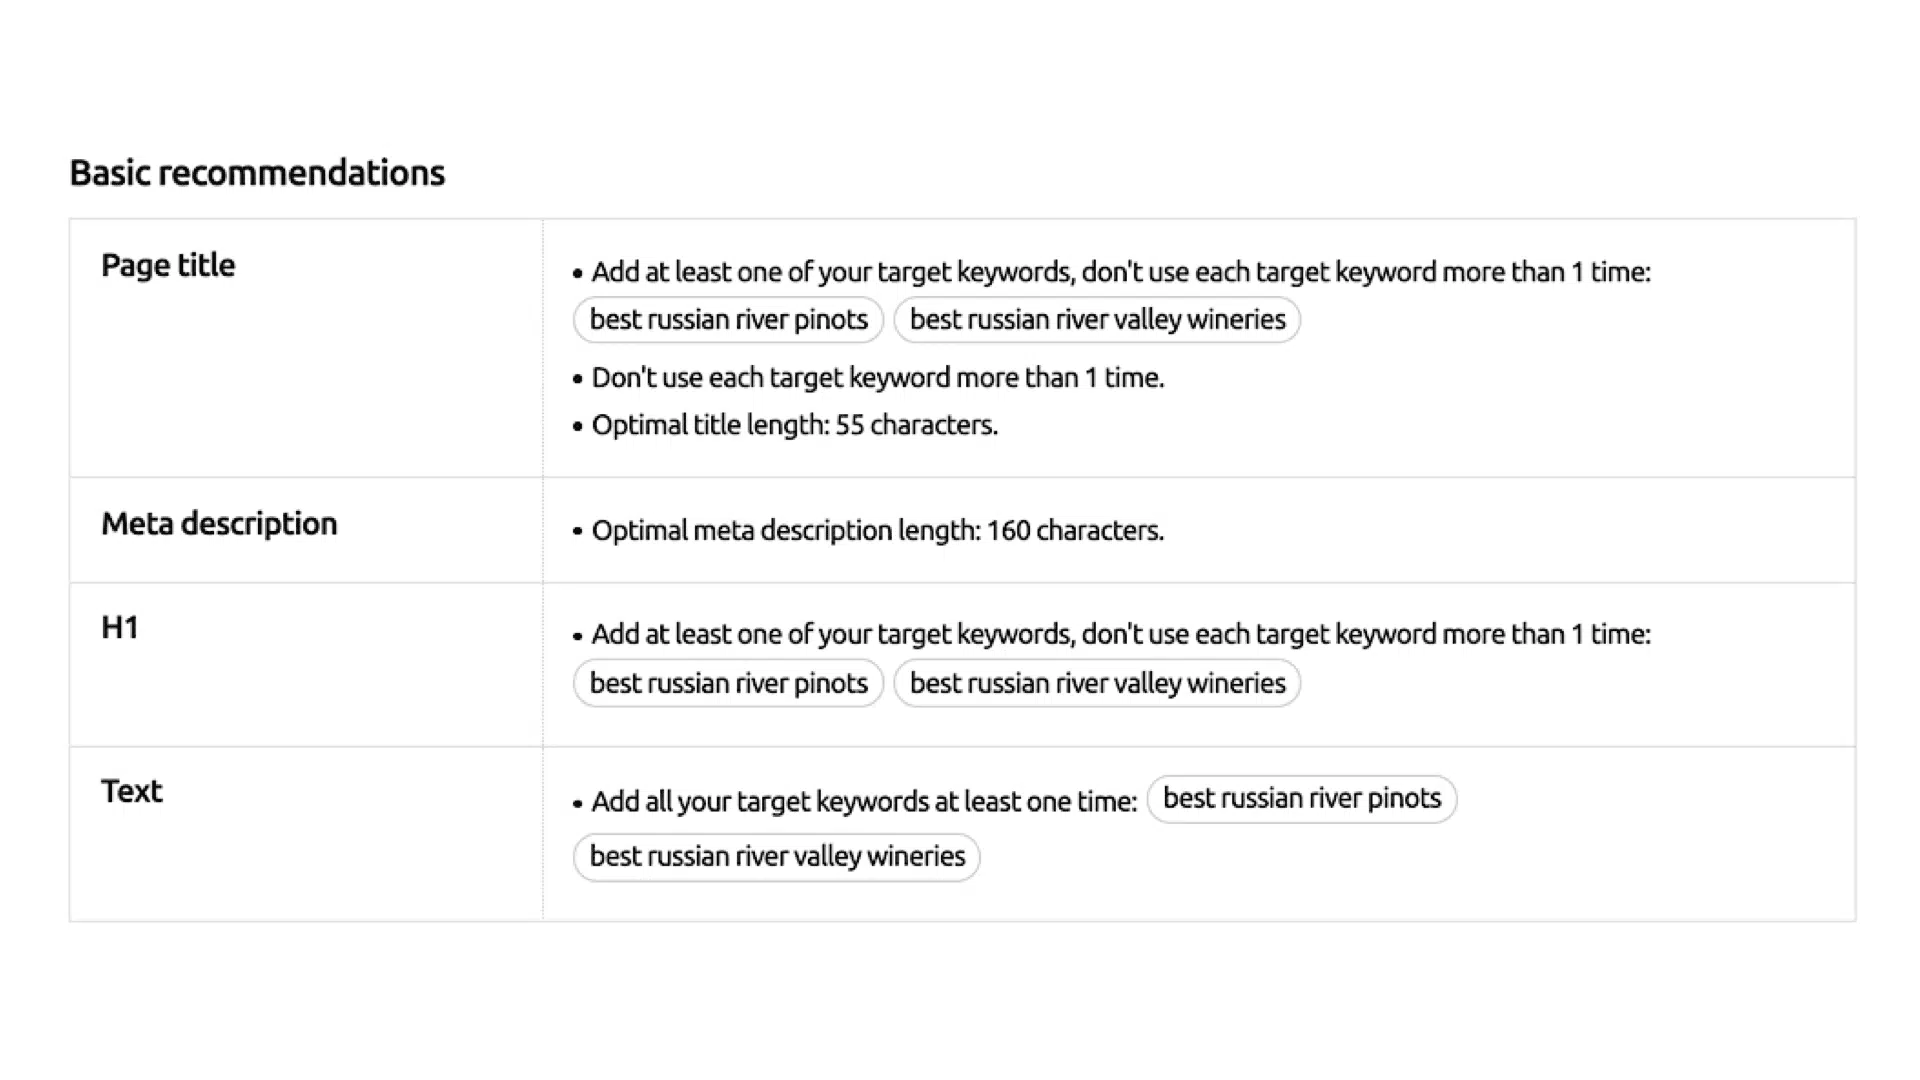 Basic recommendations
Page title
• Add at least one of your target keywords, don't use each target keyword more than 1 time:
best russian river pinots best russian river valley wineries
• Don't use each target keyword more than 1 time.
• Optimal title length: 55 characters.
Meta description
• Optimal meta description length: 160 characters.
H1
• Add at least one of your target keywords, don't use each target keyword more than 1 time:
best russian river pinots best russian river valley wineries
Text
• Add all your target keywords at least one time: best russian river pinots
best russian river valley wineries